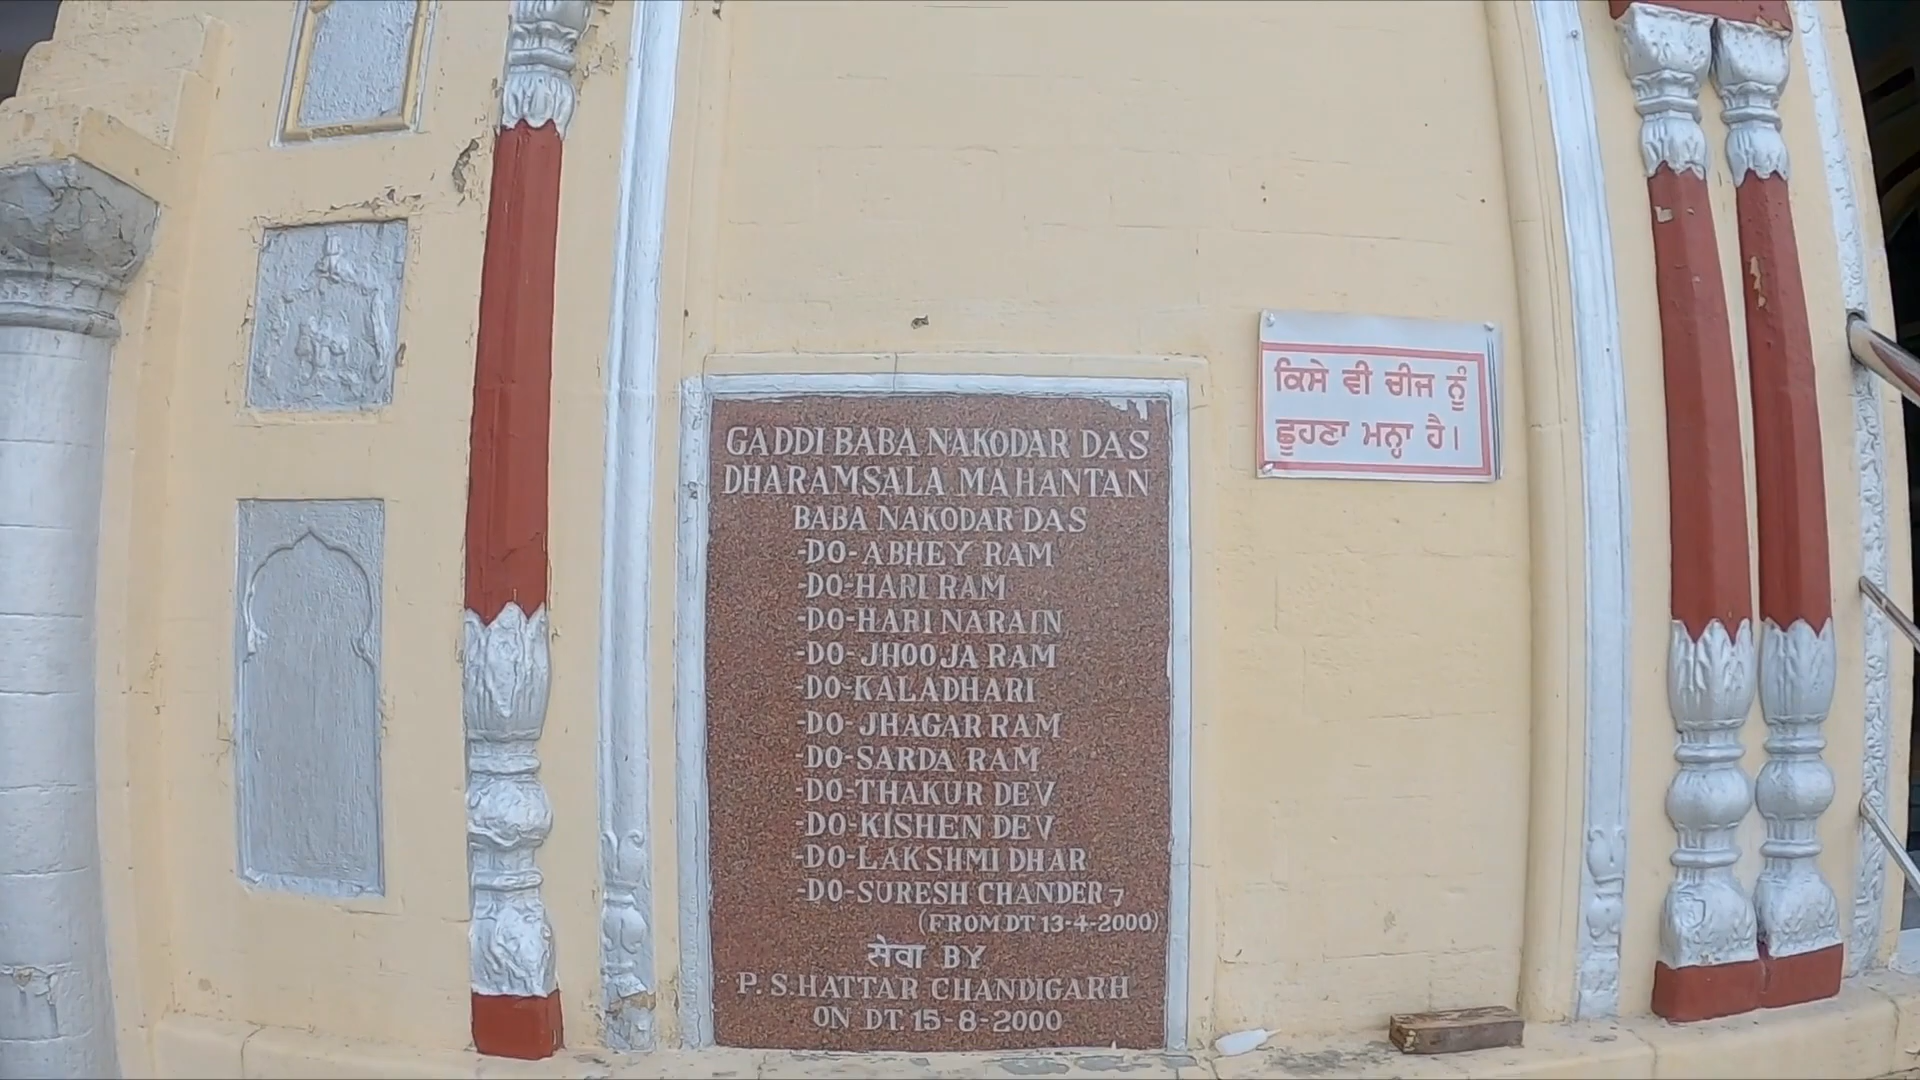 GADDI BABA NAKODAR DAS
DHARAMSALA MAHANTAN
BABA NAKODAR DAS
-DO- ABHEY RAM
-DO-HARI RAM
-DO-HARI NARAIN
-DO-JHOOJA RAM
-DO-KALADHARI
-DO-JHAGAR RAM
-DO-SARDA RAM
-DO-THAKUR DEV
-DO-KISHEN DEV
-DO-LAKSHMI DHAR
-DO-SURESH CHANDER 7
(FROM DT 13-4-2000)
सेवा BY
P. S.HATTAR CHANDIGARH
ON DT. 15-8-2000
ਕਿਸੇ ਵੀ ਚੀਜ ਨੂੰ
ਛੂਹਣਾ ਮਨ੍ਹਾ ਹੈ।